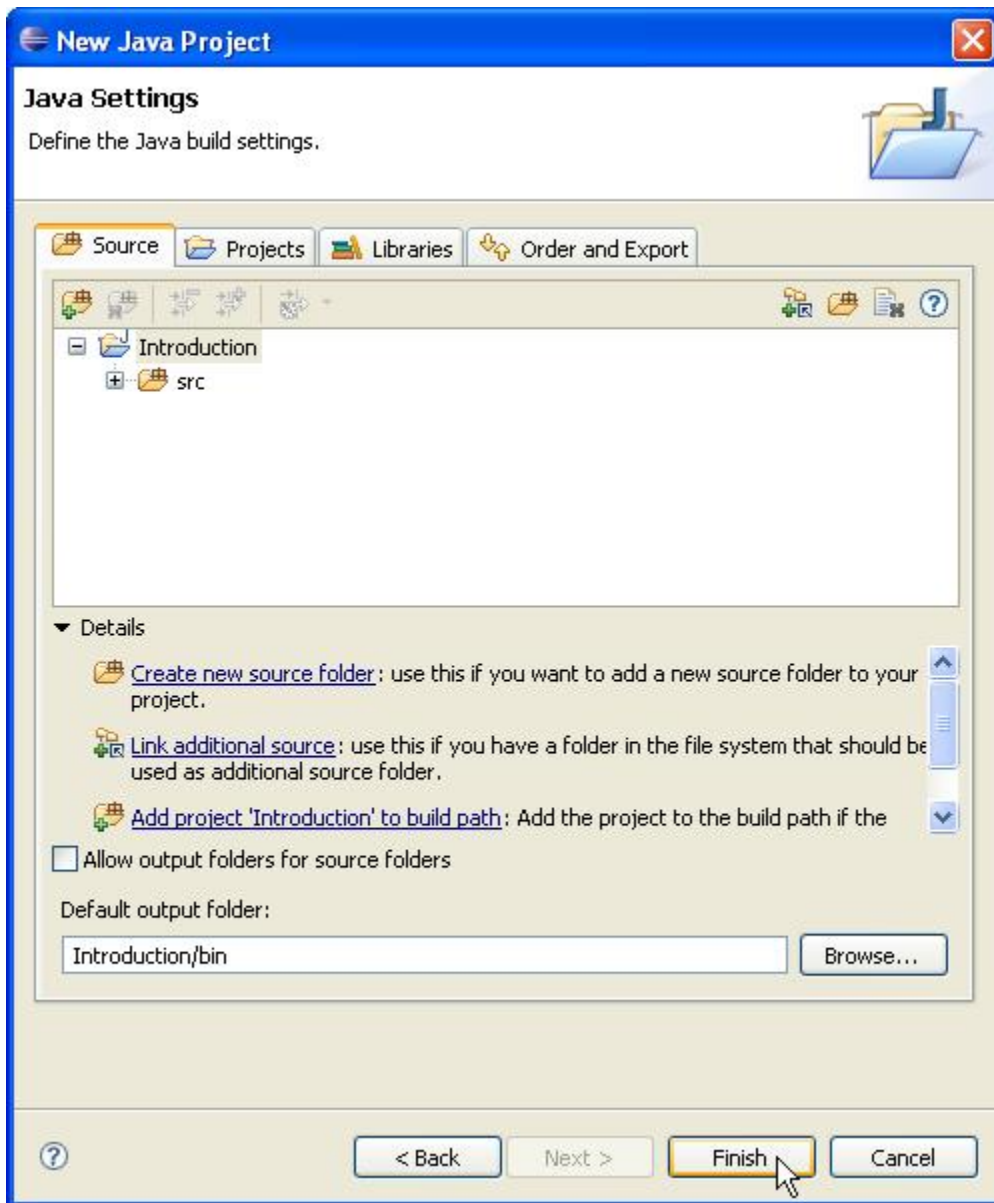 New Java Project
Java Settings
Define the Java build settings.
Source
Projects
Libraries
Order and Export
Introduction
src
Details
Create new source folder: use this if you want to add a new source folder to your
project.
Link additional source: use this if you have a folder in the file system that should be
used as additional source folder.
Add project 'Introduction' to build path: Add the project to the build path if the
Allow output folders for source folders
Default output folder:
Introduction/bin
Browse...
< Back
Next >
Finish
Cancel